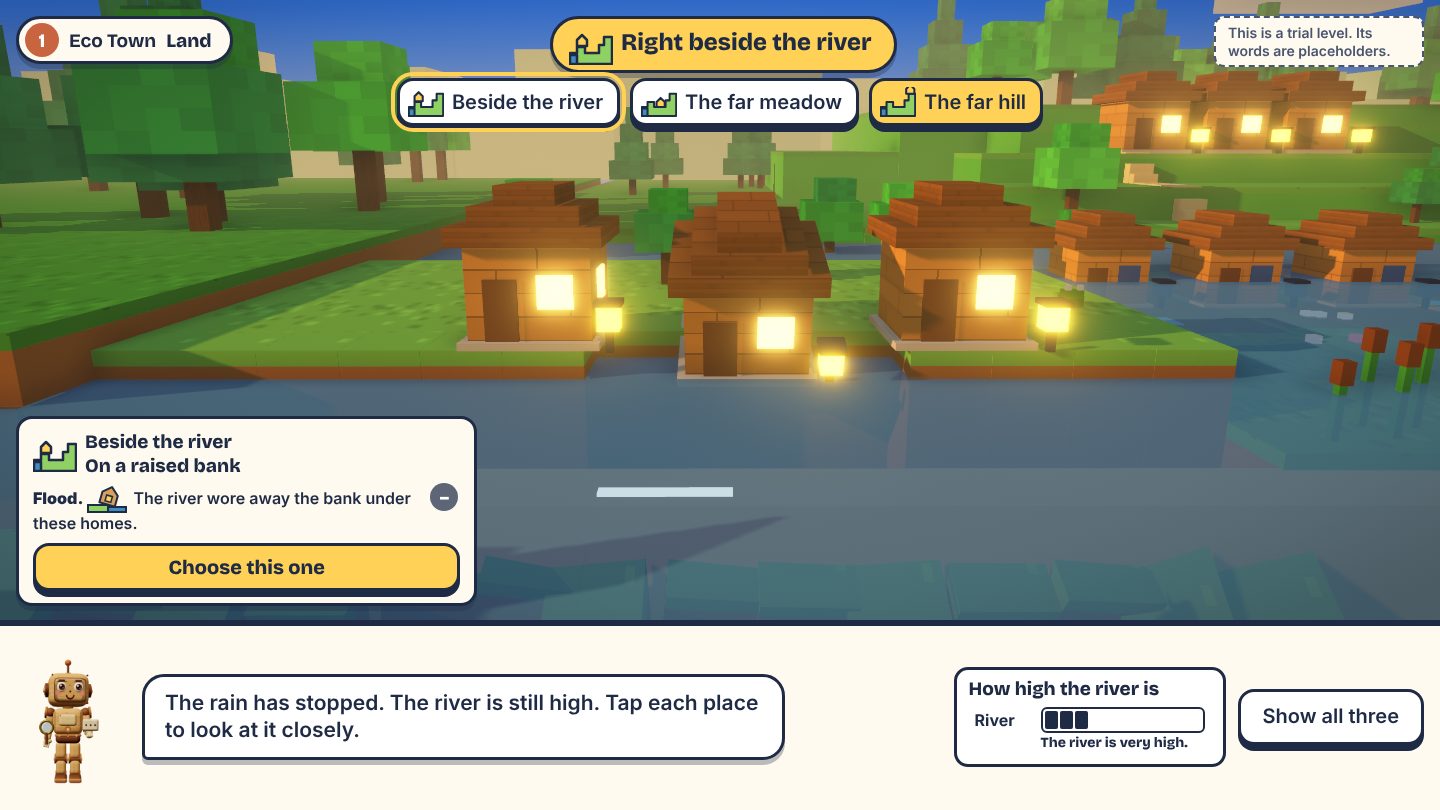 1 Eco Town Land
Right beside the river
This is a trial level. Its
words are placeholders.
Beside the river
The far meadow
The far hill
Beside the river
On a raised bank
Flood. The river wore away the bank under
these homes.
Choose this one
The rain has stopped. The river is still high. Tap each place
to look at it closely.
How high the river is
River
The river is very high.
Show all three